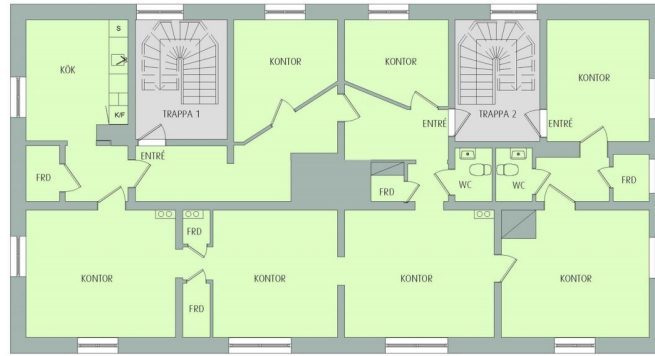 S
KÖK
K/F
TRAPPA 1
KONTOR
KONTOR
TRAPPA 2
KONTOR
ENTRÉ
ENTRÉ
ENTRÉ
FRD
FRD
WC
WC
FRD
FRD
KONTOR
KONTOR
KONTOR
KONTOR
FRD